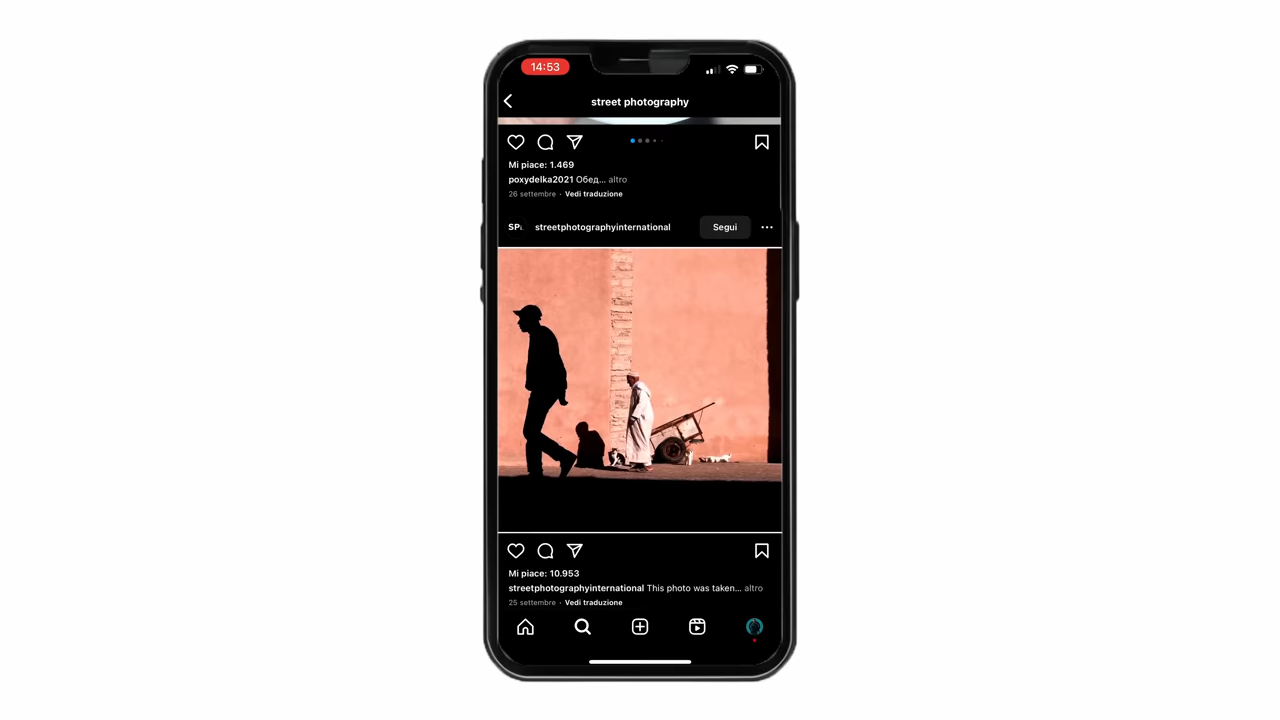 14:53
street photography
Mi piace: 1.469
poxydelka2021 Обед... altro
26 settembre · Vedi traduzione
SPi.
streetphotographyinternational
Segui
Mi piace: 10.953
streetphotographyinternational This photo was taken... altro
25 settembre · Vedi traduzione